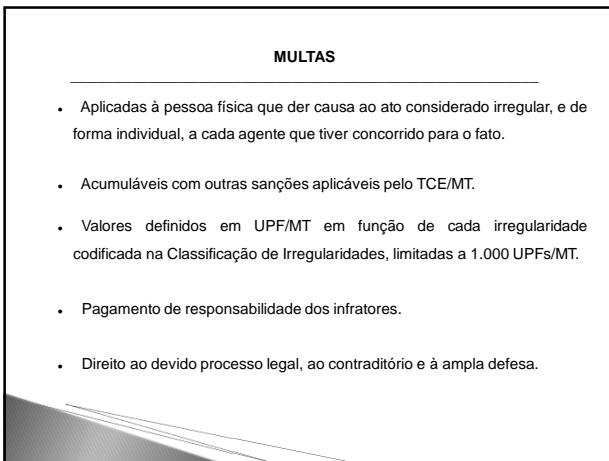 MULTAS
• Aplicadas à pessoa física que der causa ao ato considerado irregular, e de
forma individual, a cada agente que tiver concorrido para o fato.
• Acumuláveis com outras sanções aplicáveis pelo TCE/MT.
• Valores definidos em UPF/MT em função de cada irregularidade
codificada na Classificação de Irregularidades, limitadas a 1.000 UPFs/MT.
• Pagamento de responsabilidade dos infratores.
• Direito ao devido processo legal, ao contraditório e à ampla defesa.